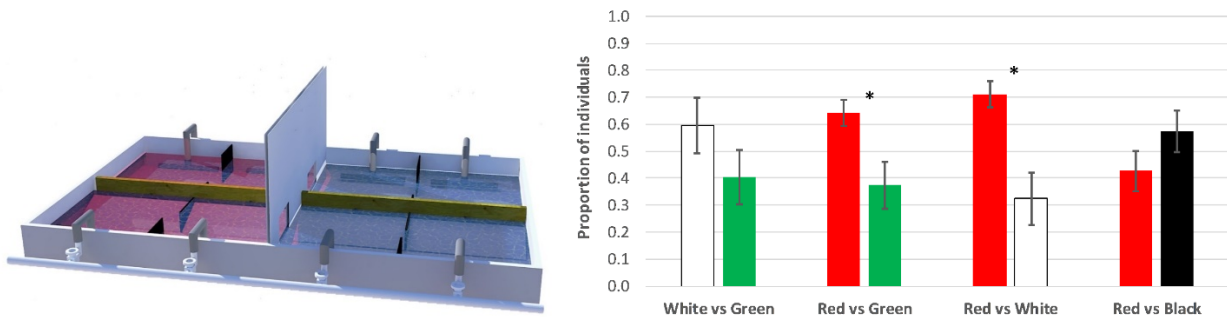 Proportion of individuals
1.0
0.9
0.8
0.7
0.6
0.5
0.4
0.3
0.2
0.1
0.0
*
*
White vs Green
Red vs Green
Red vs White
Red vs Black